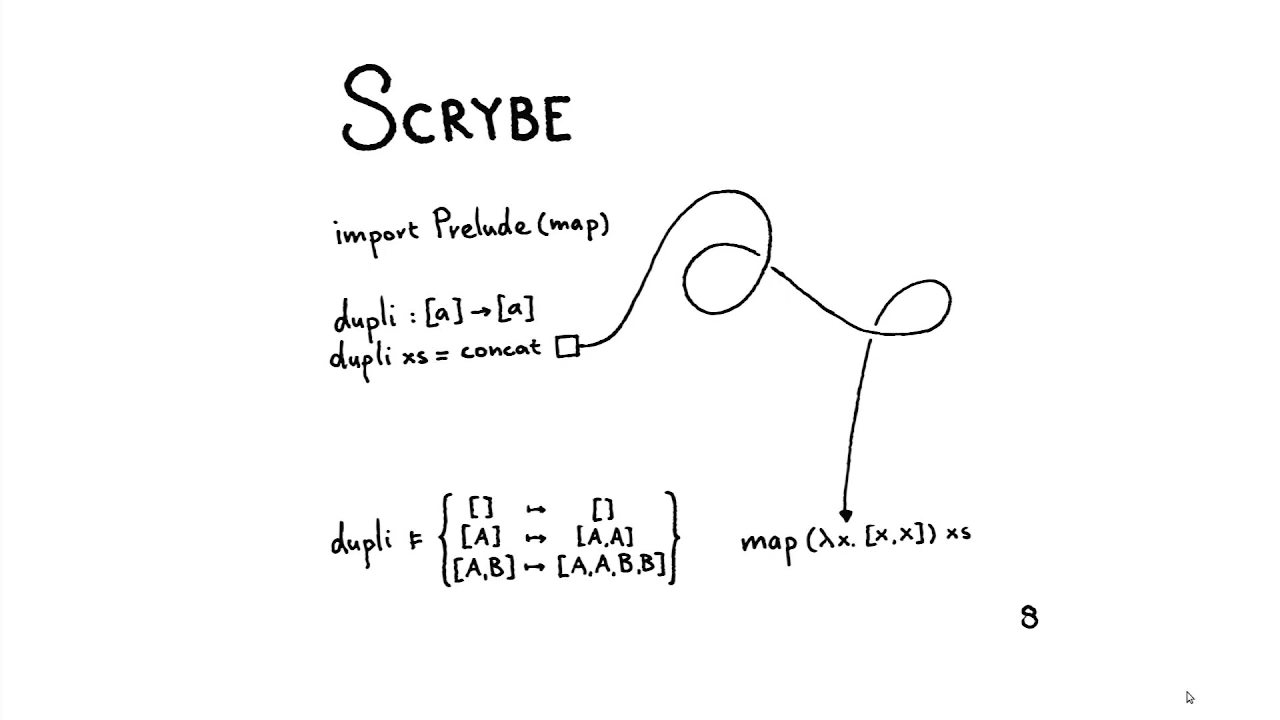 SCRYBE
import Prelude (map)
dupli : [a] → [a]
dupli xs = concat □
dupli ⊧ { [] ↦ []
[A] ↦ [A,A]
[A,B] ↦ [A,A,B,B] }
map (λx. [x,x]) xs
8